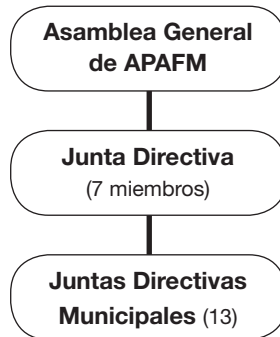 Asamblea General
de APAFM
Junta Directiva
(7 miembros)
Juntas Directivas
Municipales (13)